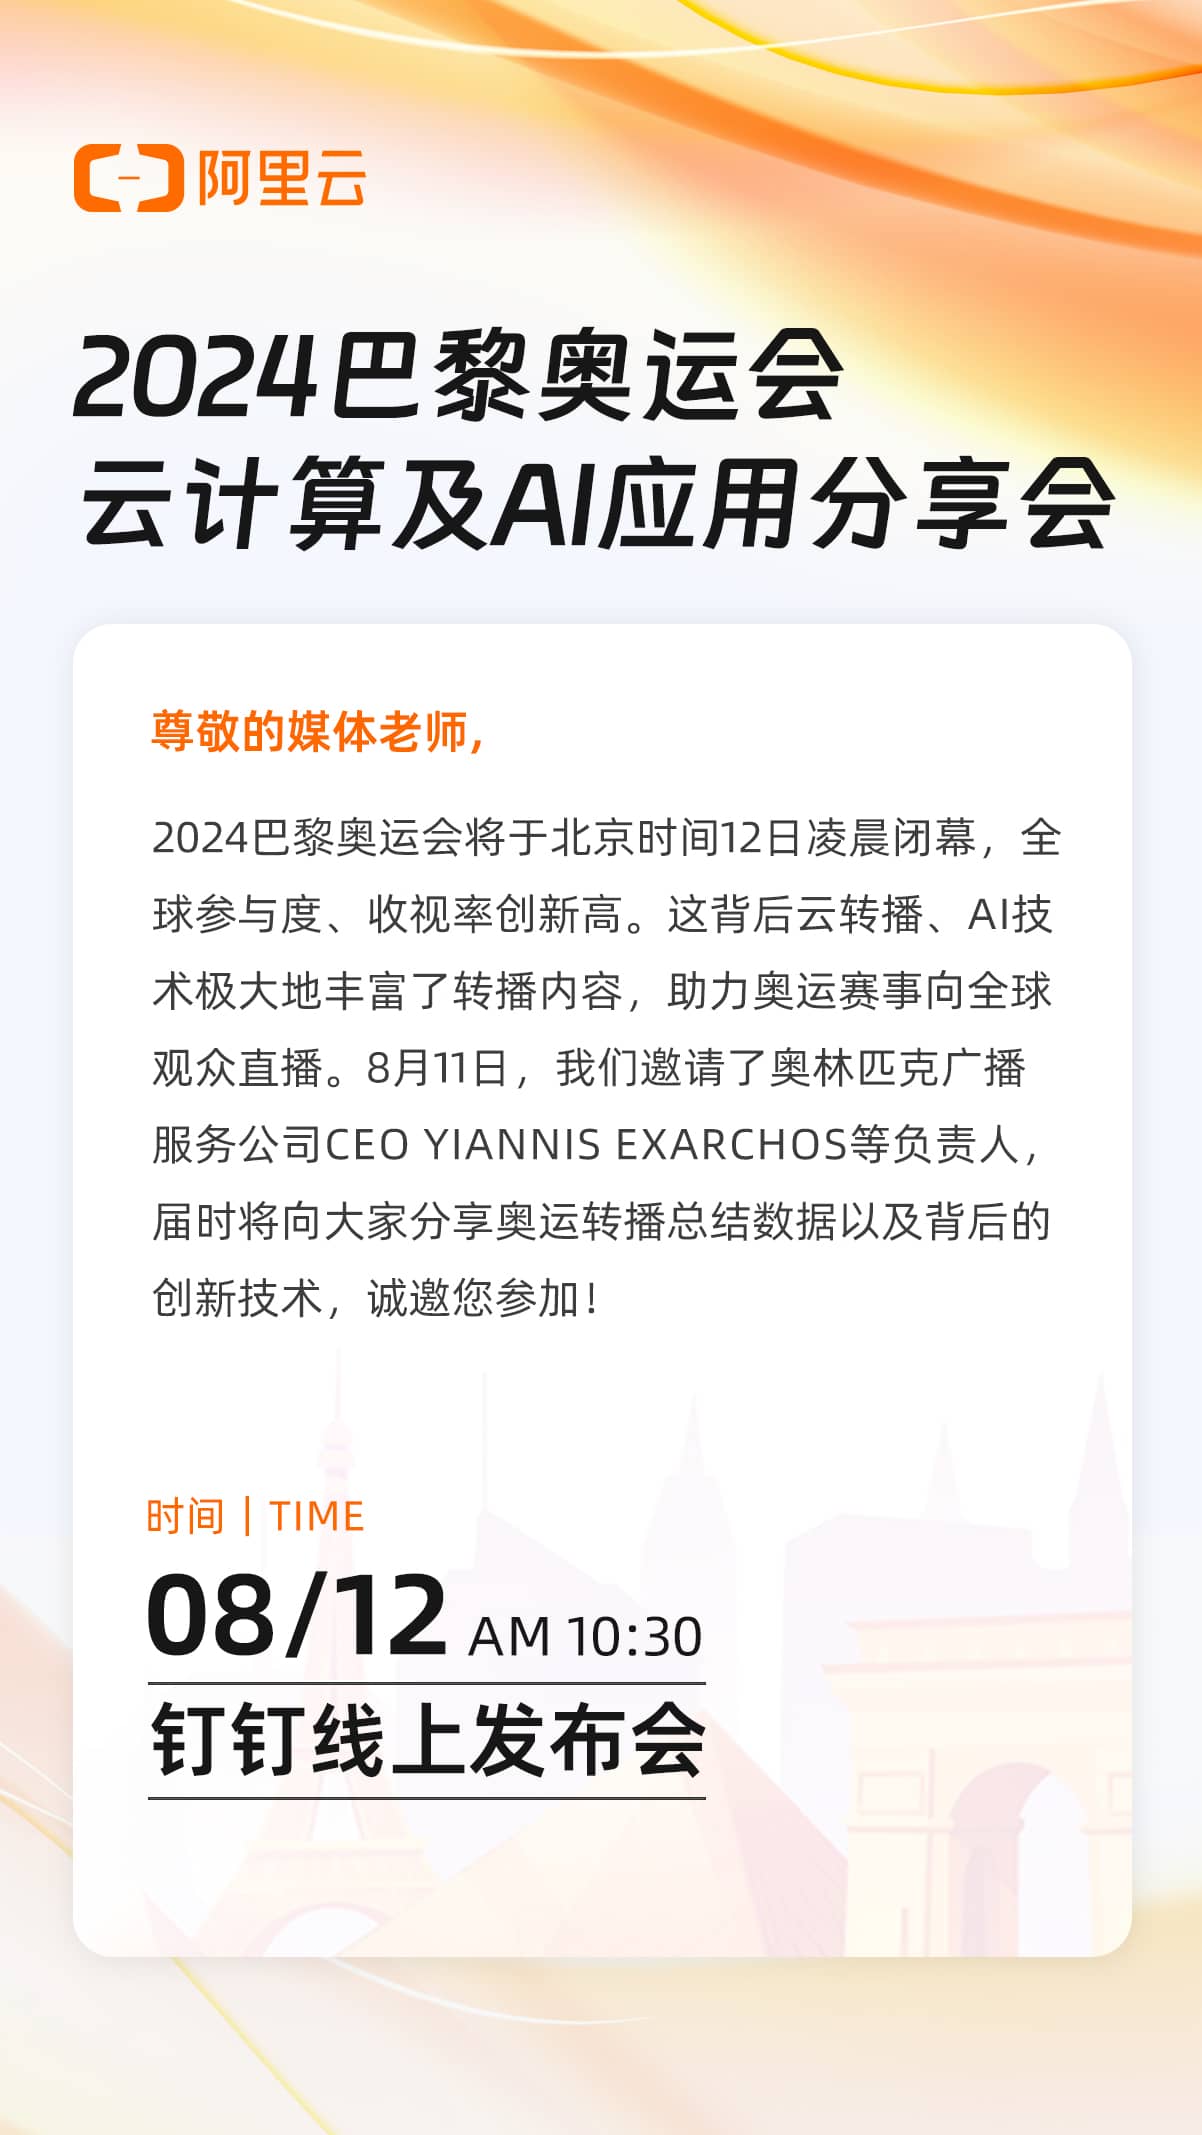 阿里云
2024巴黎奥运会
云计算及AI应用分享会
尊敬的媒体老师,
2024巴黎奥运会将于北京时间12日凌晨闭幕，全
球参与度、收视率创新高。这背后云转播、AI技
术极大地丰富了转播内容，助力奥运赛事向全球
观众直播。8月11日，我们邀请了奥林匹克广播
服务公司CEO YIANNIS EXARCHOS等负责人，
届时将向大家分享奥运转播总结数据以及背后的
创新技术，诚邀您参加！
时间 | TIME
08/12 AM 10:30
钉钉线上发布会